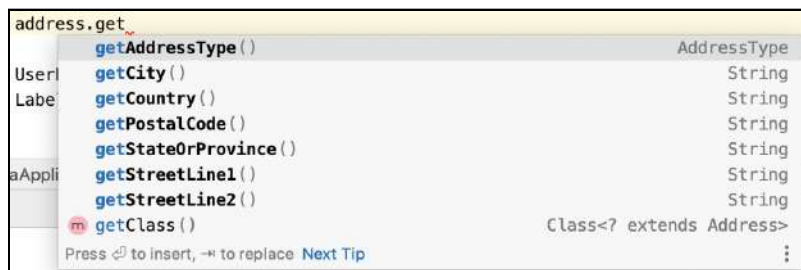 address.get
getAddressType() AddressType
User
getCity() String
Labe
getCountry() String
getPostalCode() String
getStateOrProvince() String
aAppli
getStreetLine1() String
getStreetLine2() String
m getClass() Class<? extends Address>
Press ⏎ to insert, ⇥ to replace Next Tip